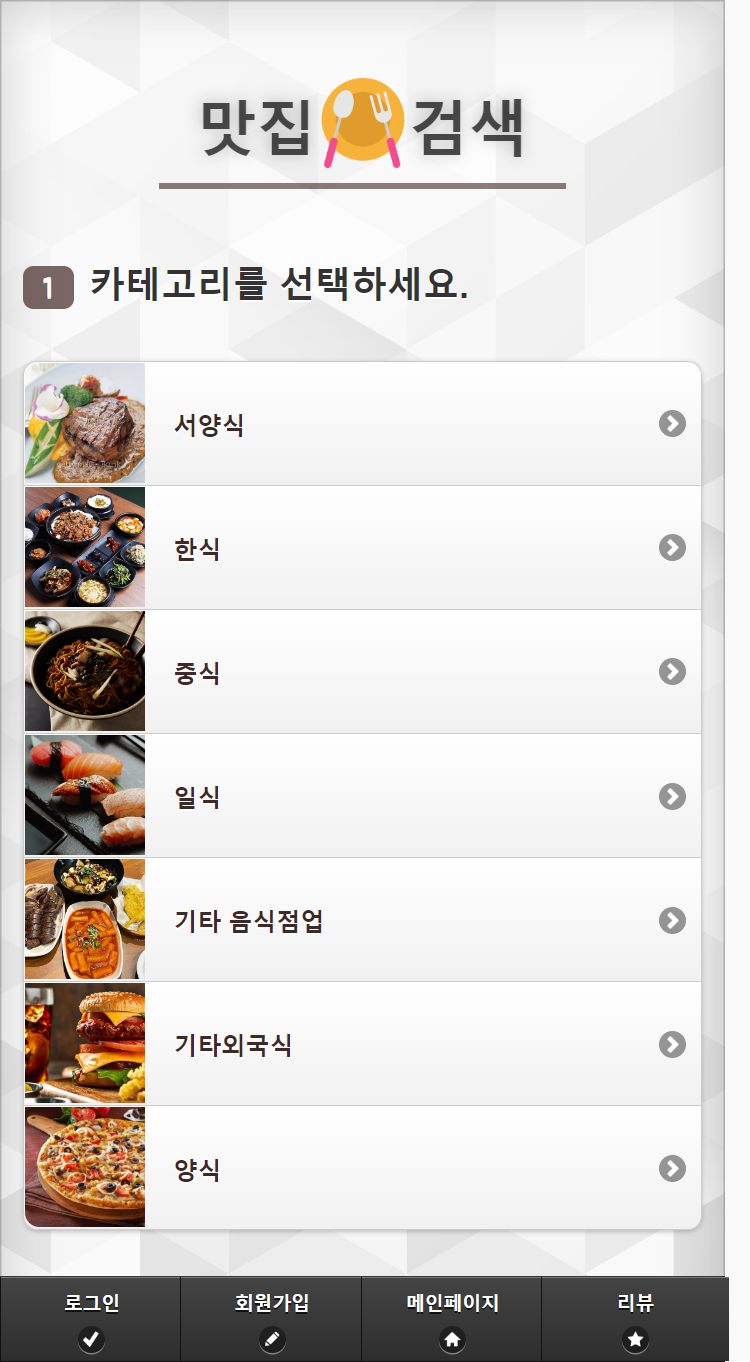 맛집 검색
1 카테고리를 선택하세요.
서양식
한식
중식
일식
기타 음식점업
기타외국식
양식
로그인 회원가입 메인페이지 리뷰